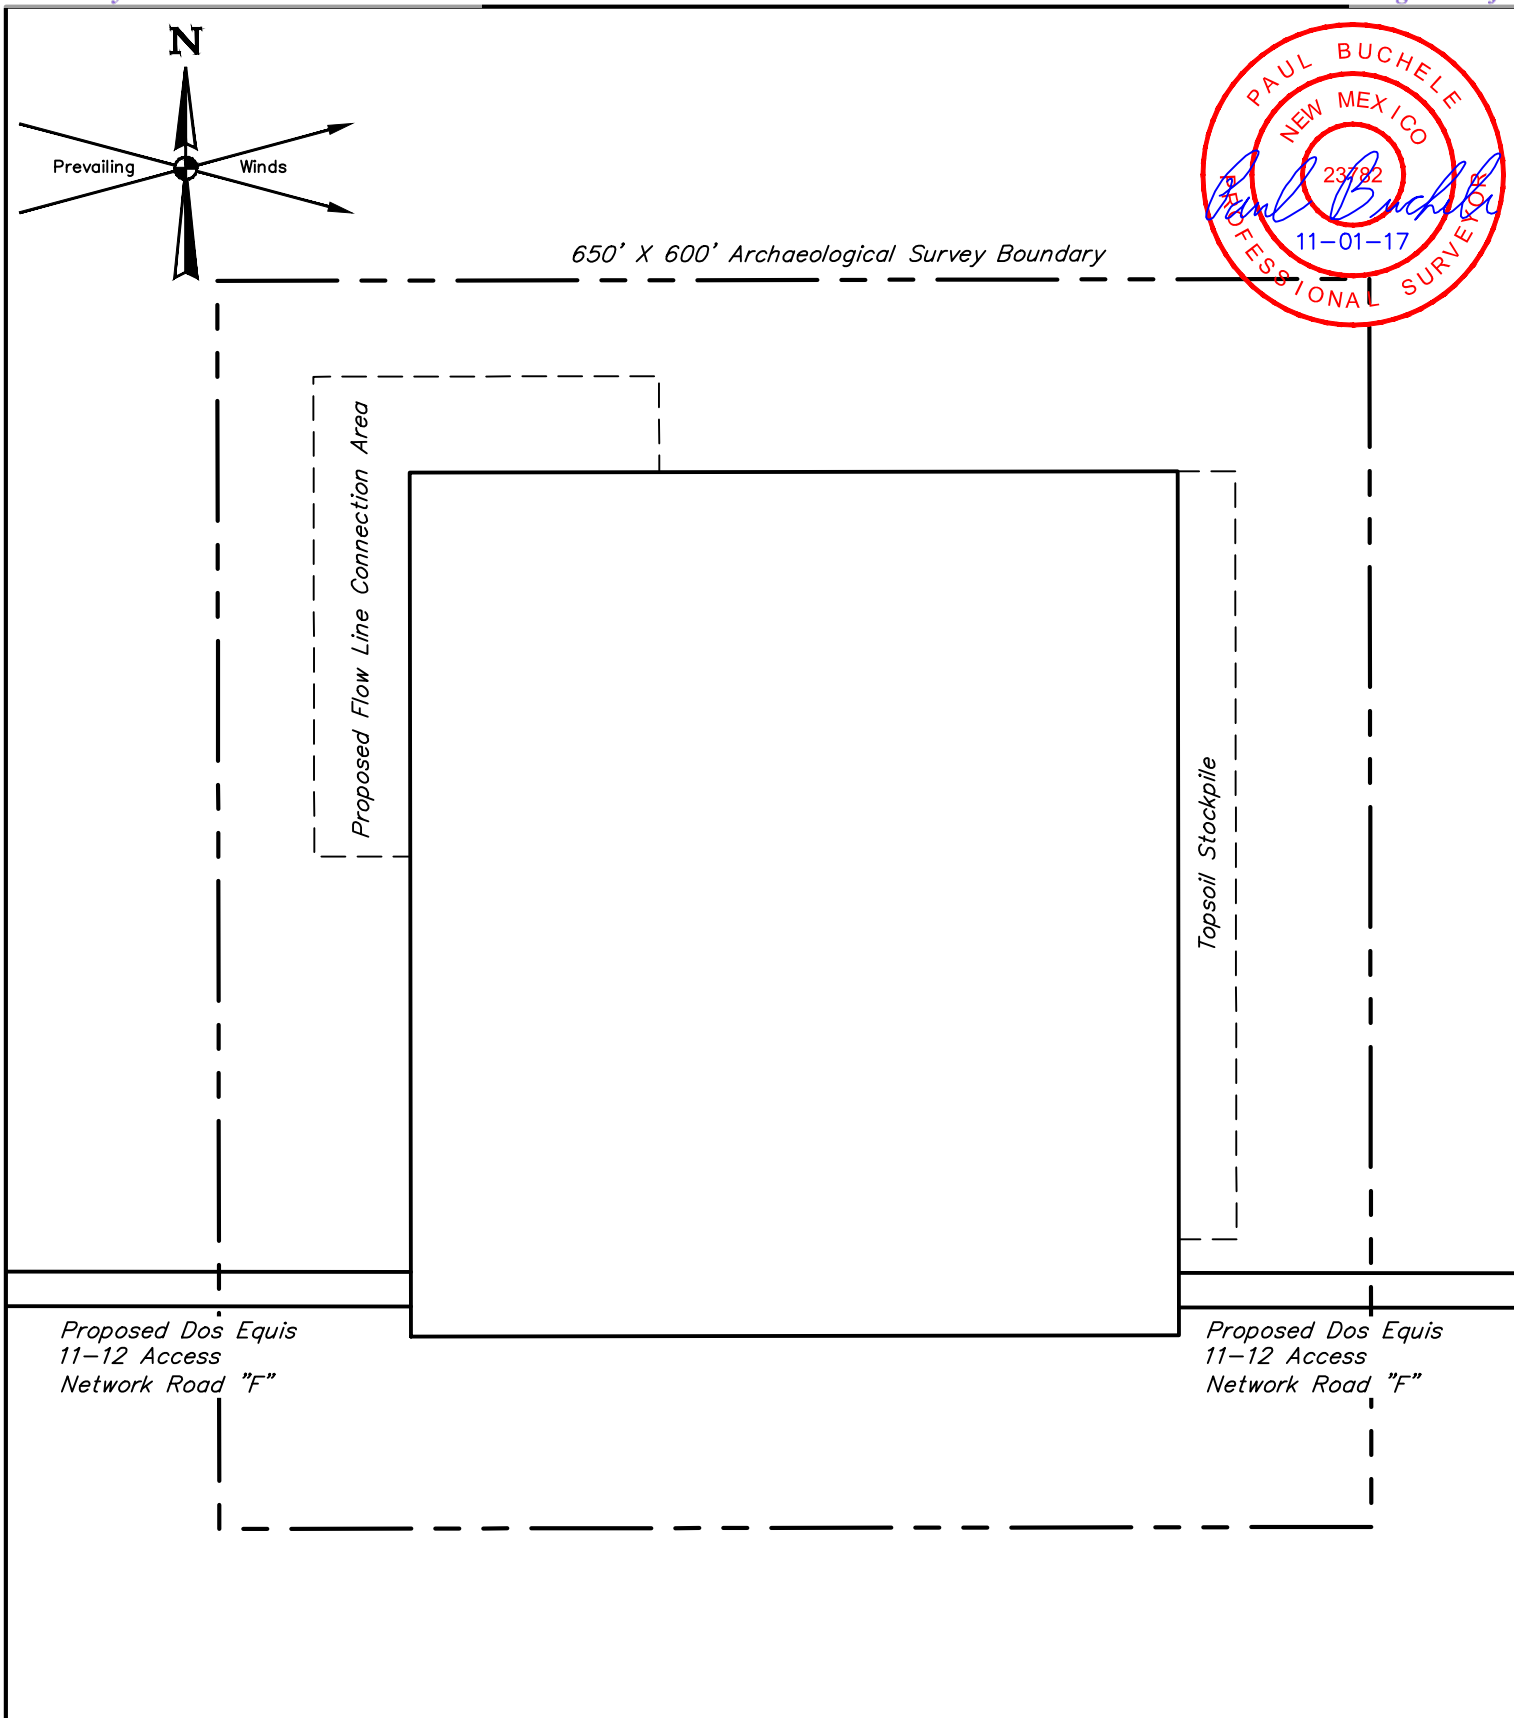 N
Prevailing Winds
PAUL BUCHELE
NEW MEXICO
23782
Paul Buchele
11-01-17
PROFESSIONAL SURVEYOR
650' X 600' Archaeological Survey Boundary
Proposed Flow Line Connection Area
Topsoil Stockpile
Proposed Dos Equis
11-12 Access
Network Road "F"
Proposed Dos Equis
11-12 Access
Network Road "F"